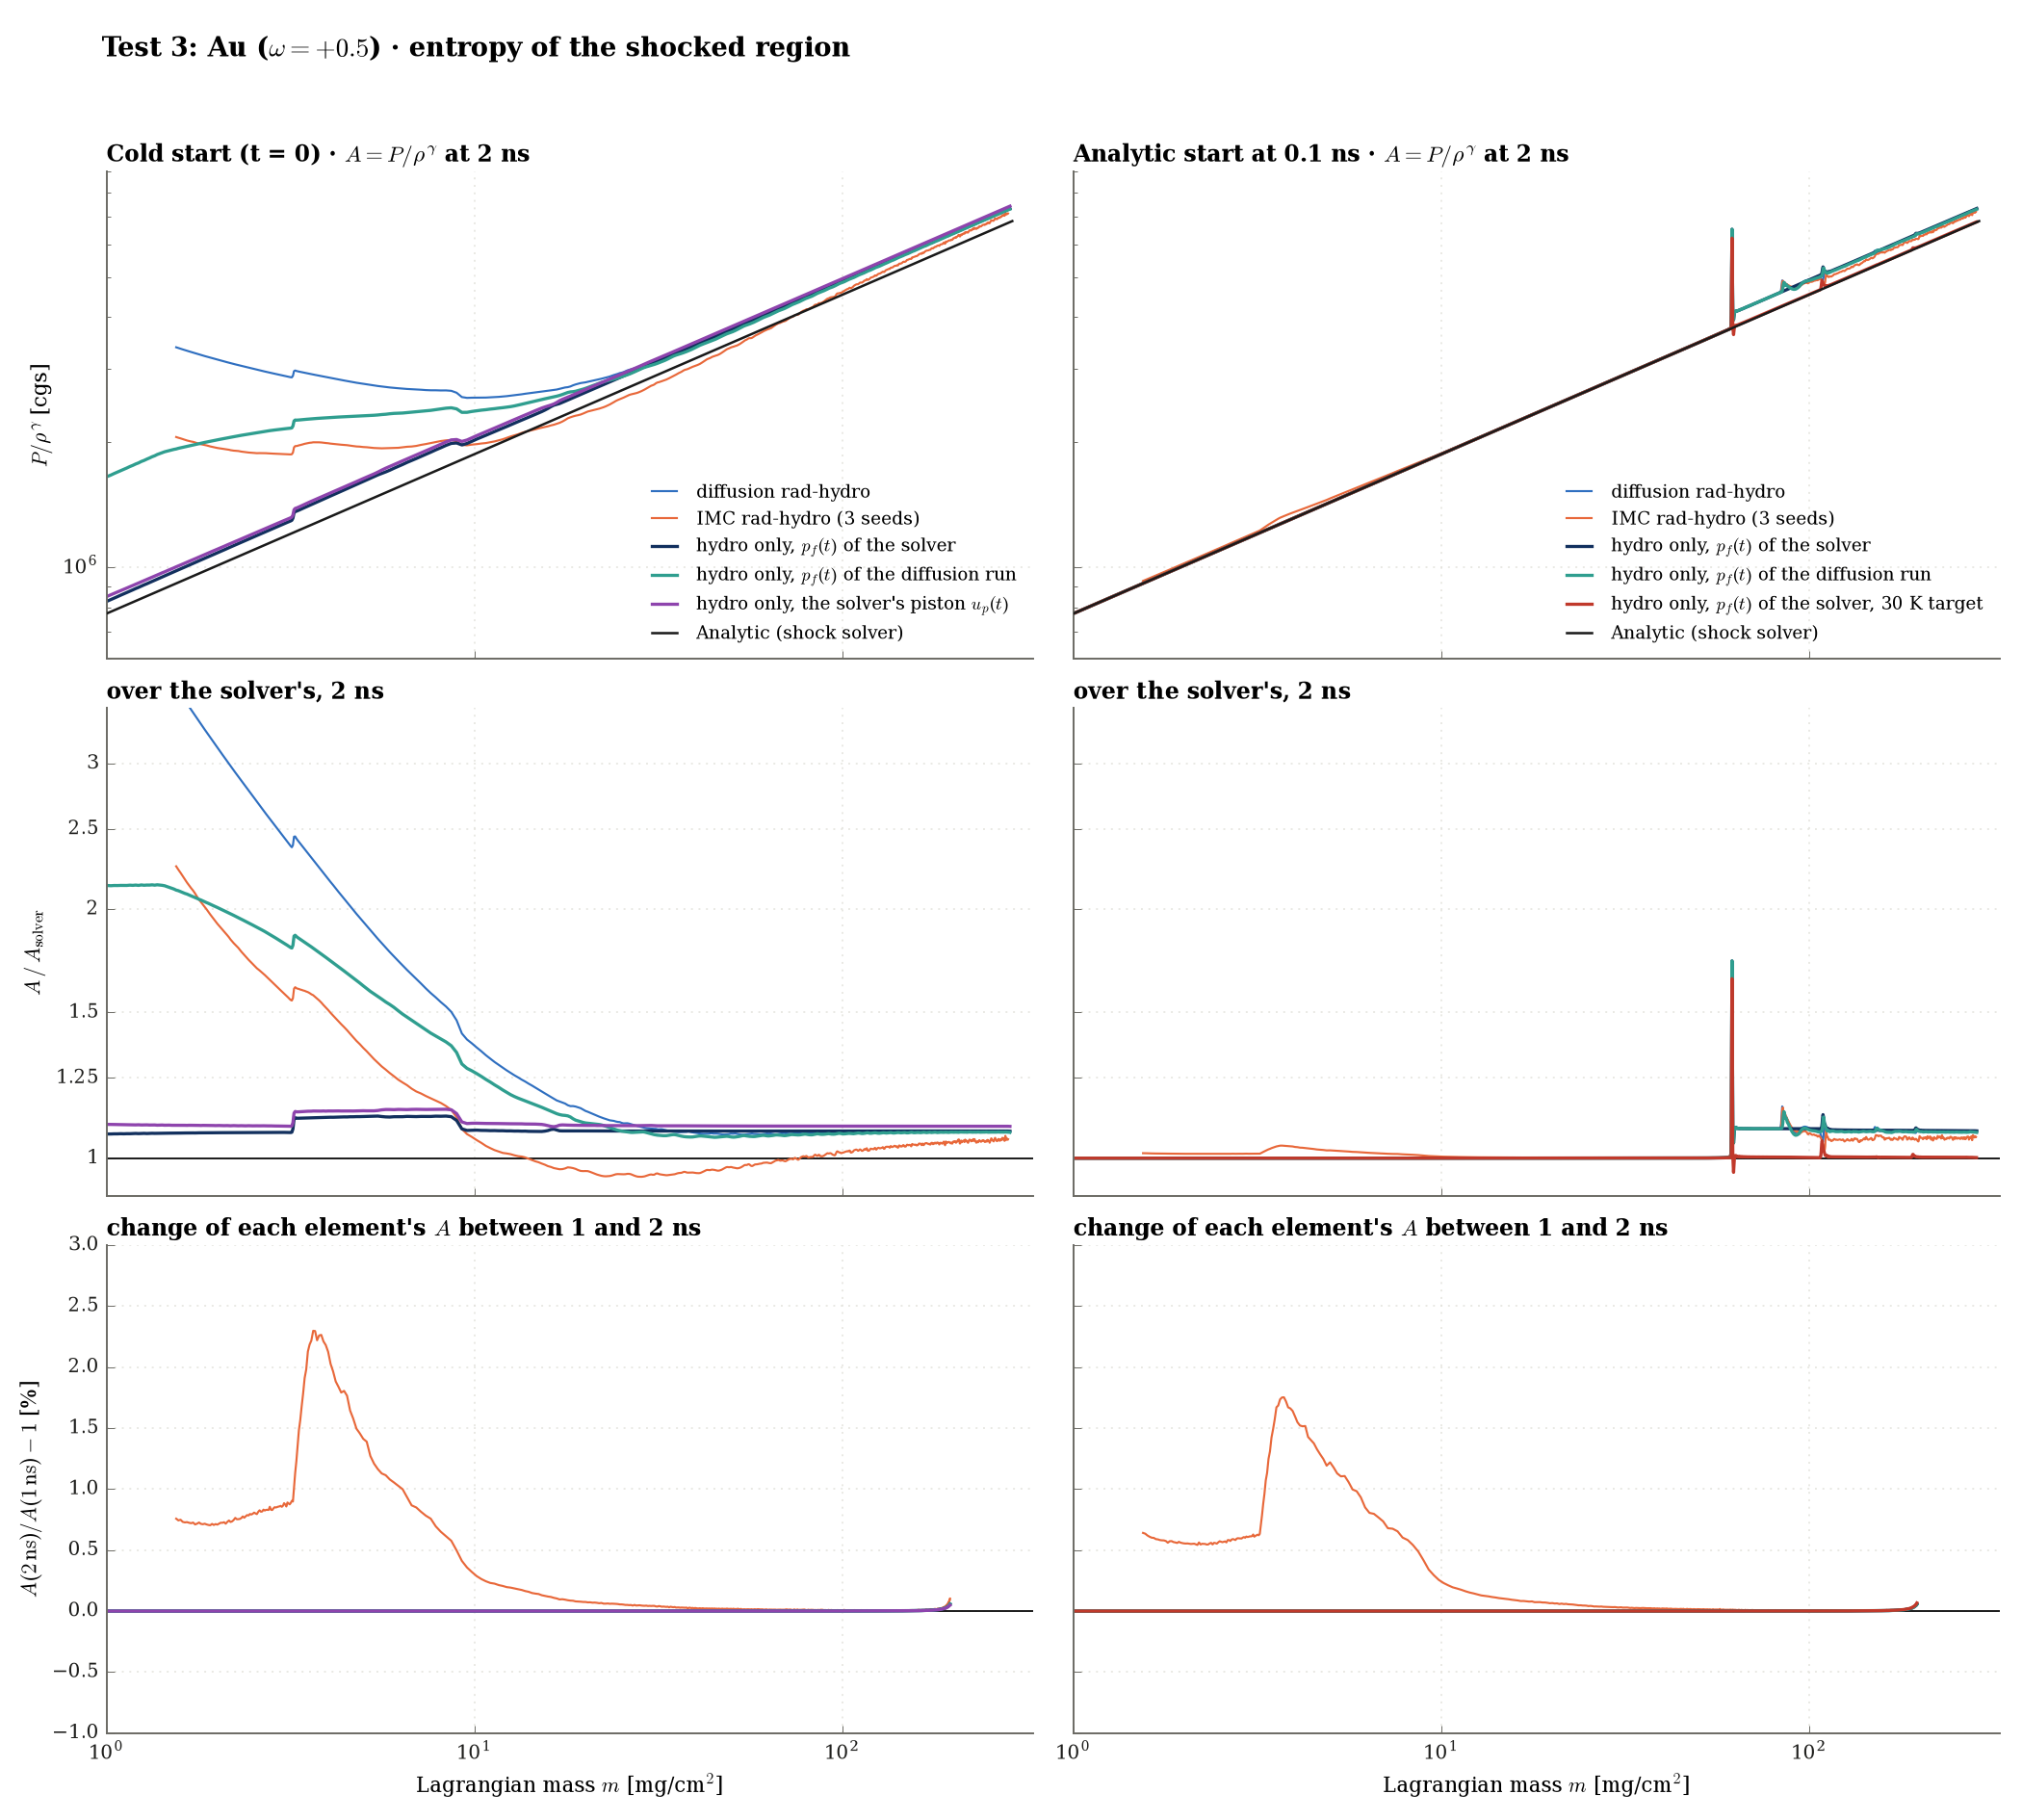 Test 3: Au (ω = +0.5) · entropy of the shocked region
Cold start (t = 0) · A = P/ρ^γ at 2 ns
P/ρ^γ [cgs]
10^6
diffusion rad-hydro
IMC rad-hydro (3 seeds)
hydro only, p_f(t) of the solver
hydro only, p_f(t) of the diffusion run
hydro only, the solver's piston u_p(t)
Analytic (shock solver)
Analytic start at 0.1 ns · A = P/ρ^γ at 2 ns
diffusion rad-hydro
IMC rad-hydro (3 seeds)
hydro only, p_f(t) of the solver
hydro only, p_f(t) of the diffusion run
hydro only, p_f(t) of the solver, 30 K target
Analytic (shock solver)
over the solver's, 2 ns
A / A_solver
3
2.5
2
1.5
1.25
1
over the solver's, 2 ns
change of each element's A between 1 and 2 ns
A(2 ns)/A(1 ns) − 1 [%]
3.0
2.5
2.0
1.5
1.0
0.5
0.0
−0.5
−1.0
10^0
10^1
10^2
Lagrangian mass m [mg/cm^2]
change of each element's A between 1 and 2 ns
10^0
10^1
10^2
Lagrangian mass m [mg/cm^2]